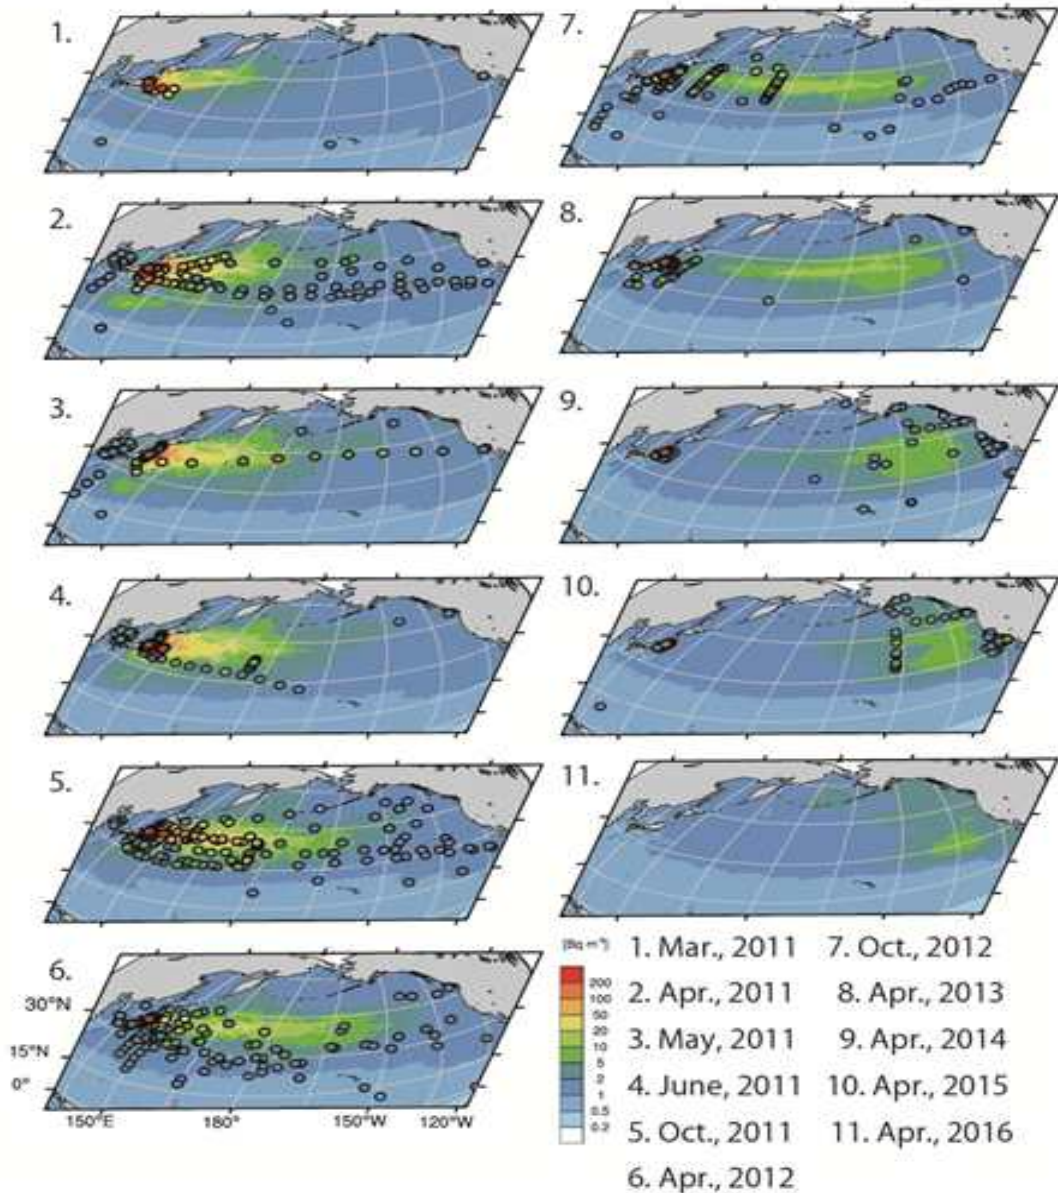 1.
7.
2.
8.
3.
9.
4.
10.
5.
11.
6.
30°N
15°N
0°
150°E 180° 150°W 120°W
[Bq m⁻³]
200
100
50
20
10
5
2
1
0.5
0.2
1. Mar., 2011 7. Oct., 2012
2. Apr., 2011 8. Apr., 2013
3. May, 2011 9. Apr., 2014
4. June, 2011 10. Apr., 2015
5. Oct., 2011 11. Apr., 2016
6. Apr., 2012